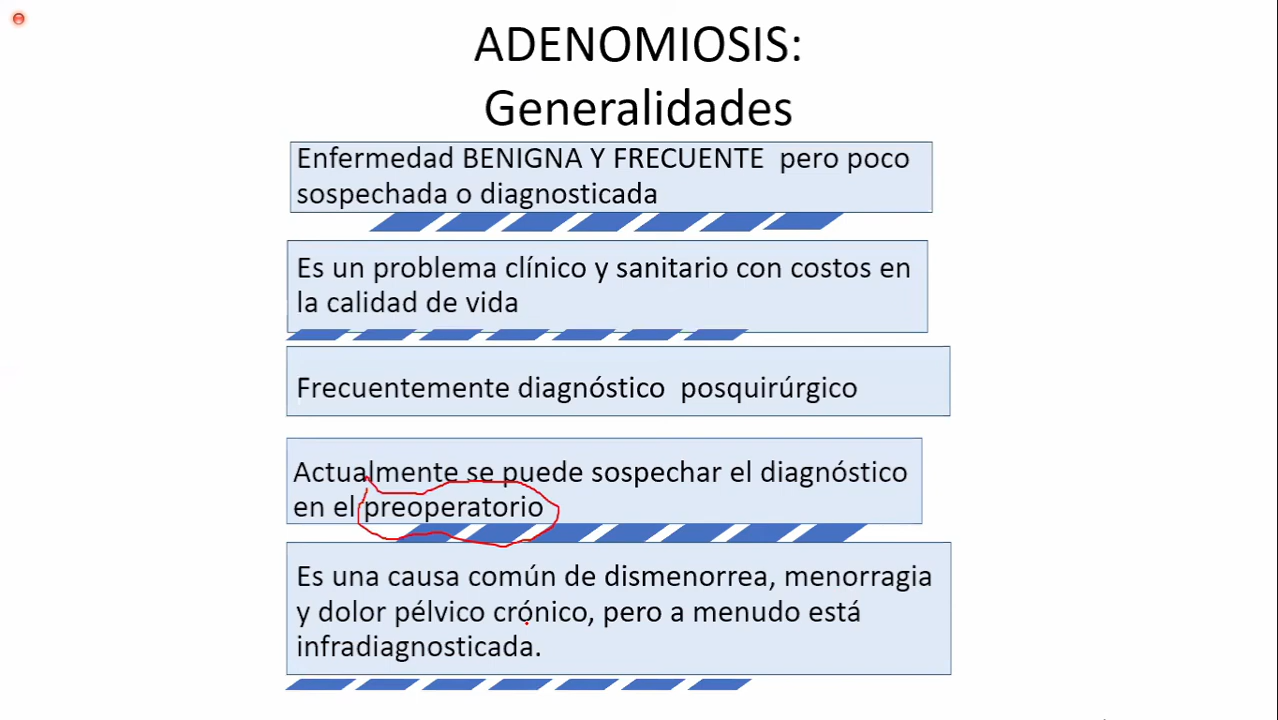 ADENOMIOSIS:
Generalidades
Enfermedad BENIGNA Y FRECUENTE pero poco
sospechada o diagnosticada
Es un problema clínico y sanitario con costos en
la calidad de vida
Frecuentemente diagnóstico posquirúrgico
Actualmente se puede sospechar el diagnóstico
en el preoperatorio
Es una causa común de dismenorrea, menorragia
y dolor pélvico crónico, pero a menudo está
infradiagnosticada.